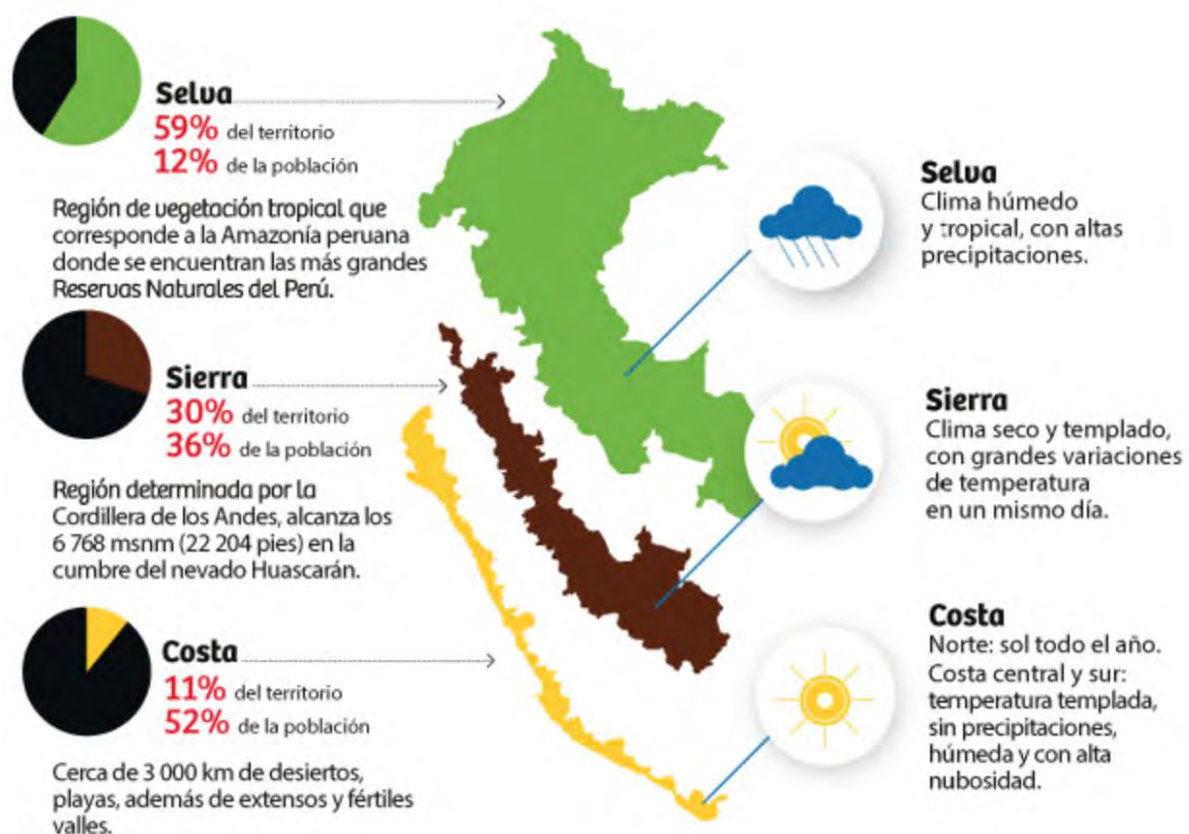 Selva
59% del territorio
12% de la población
Región de vegetación tropical que
corresponde a la Amazonía peruana
donde se encuentran las más grandes
Reservas Naturales del Perú.
Sierra
30% del territorio
36% de la población
Región determinada por la
Cordillera de los Andes, alcanza los
6 768 msnm (22 204 pies) en la
cumbre del nevado Huascarán.
Costa
11% del territorio
52% de la población
Cerca de 3 000 km de desiertos,
playas, además de extensos y fértiles
valles.
Selva
Clima húmedo
y tropical, con altas
precipitaciones.
Sierra
Clima seco y templado,
con grandes variaciones
de temperatura
en un mismo día.
Costa
Norte: sol todo el año.
Costa central y sur:
temperatura templada,
sin precipitaciones,
húmeda y con alta
nubosidad.